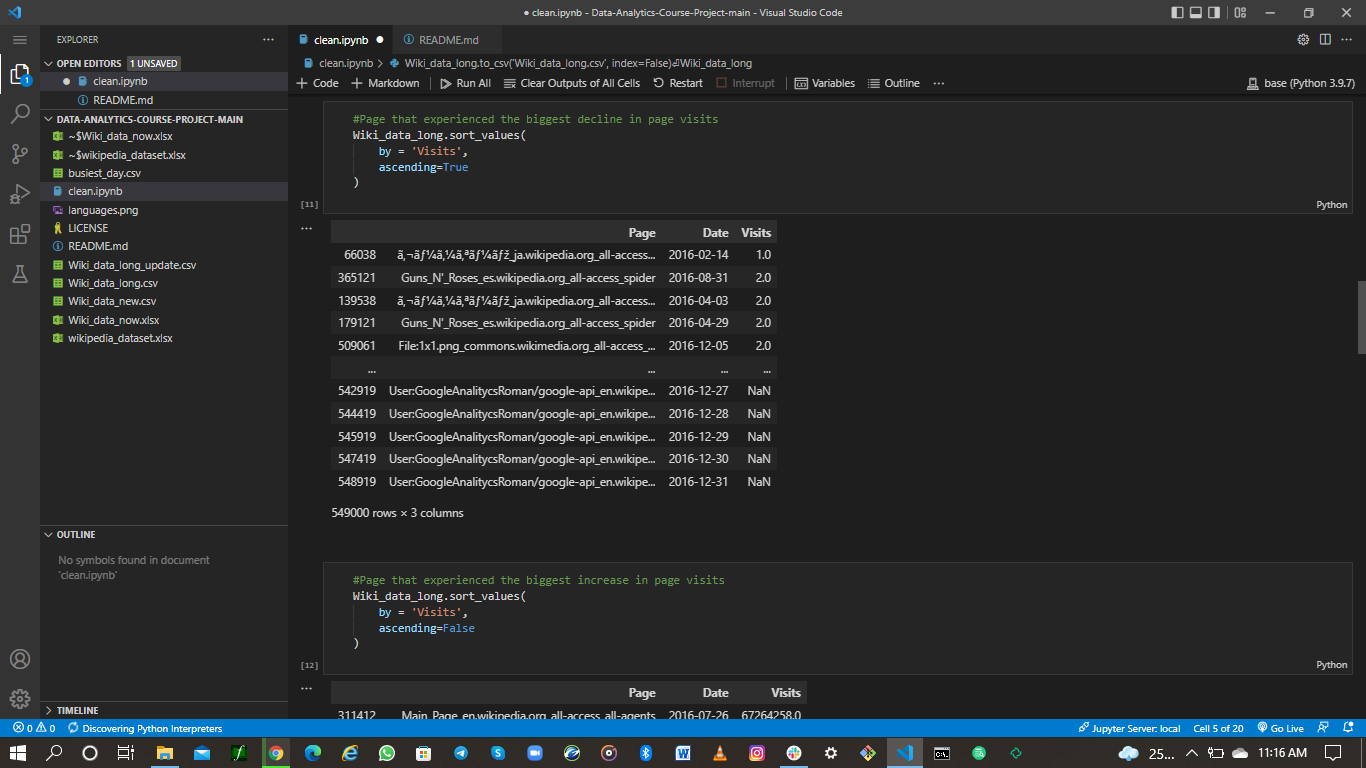 ● clean.ipynb - Data-Analytics-Course-Project-main - Visual Studio Code
EXPLORER
OPEN EDITORS 1 UNSAVED
clean.ipynb
README.md
DATA-ANALYTICS-COURSE-PROJECT-MAIN
~$Wiki_data_now.xlsx
~$wikipedia_dataset.xlsx
busiest_day.csv
clean.ipynb
languages.png
LICENSE
README.md
Wiki_data_long_update.csv
Wiki_data_long.csv
Wiki_data_new.csv
Wiki_data_now.xlsx
wikipedia_dataset.xlsx
OUTLINE
No symbols found in document
'clean.ipynb'
TIMELINE
1
clean.ipynb ● README.md
clean.ipynb > Wiki_data_long.to_csv('Wiki_data_long.csv', index=False)⏎Wiki_data_long
+ Code + Markdown Run All Clear Outputs of All Cells Restart Interrupt Variables Outline ··· base (Python 3.9.7)
#Page that experienced the biggest decline in page visits
Wiki_data_long.sort_values(
by = 'Visits',
ascending=True
)
[11] Python
Page Date Visits
66038 ã‚¬ãƒ¼ã‚¼ã‚ªãƒ¼ãƒž_ja.wikipedia.org_all-access... 2016-02-14 1.0
365121 Guns_N'_Roses_es.wikipedia.org_all-access_spider 2016-08-31 2.0
139538 ã‚¬ãƒ¼ã‚¼ã‚ªãƒ¼ãƒž_ja.wikipedia.org_all-access... 2016-04-03 2.0
179121 Guns_N'_Roses_es.wikipedia.org_all-access_spider 2016-04-29 2.0
509061 File:1x1.png_commons.wikimedia.org_all-access_... 2016-12-05 2.0
... ... ... ...
542919 User:GoogleAnalitycsRoman/google-api_en.wikipe... 2016-12-27 NaN
544419 User:GoogleAnalitycsRoman/google-api_en.wikipe... 2016-12-28 NaN
545919 User:GoogleAnalitycsRoman/google-api_en.wikipe... 2016-12-29 NaN
547419 User:GoogleAnalitycsRoman/google-api_en.wikipe... 2016-12-30 NaN
548919 User:GoogleAnalitycsRoman/google-api_en.wikipe... 2016-12-31 NaN
549000 rows × 3 columns
#Page that experienced the biggest increase in page visits
Wiki_data_long.sort_values(
by = 'Visits',
ascending=False
)
[12] Python
Page Date Visits
311412 Main_Page_en.wikipedia.org_all-access_all-agents 2016-07-26 67264258.0
0 0 Discovering Python Interpreters Jupyter Server: local Cell 5 of 20 Go Live
25... 11:16 AM